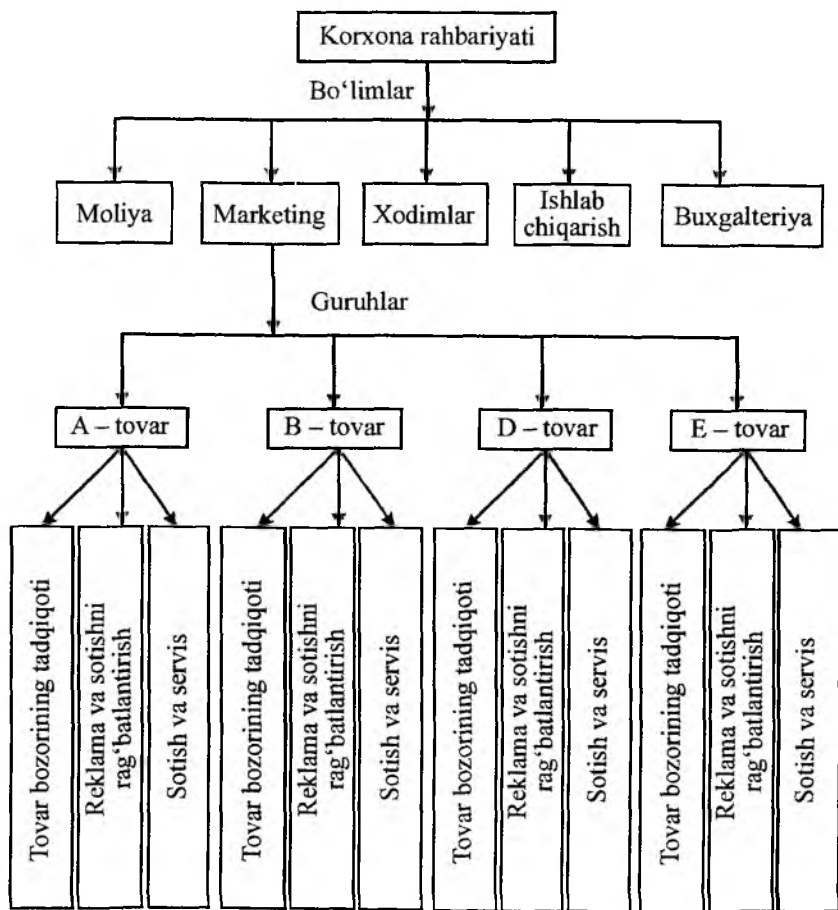 Korxona rahbariyati
Bo‘limlar
Moliya
Marketing
Xodimlar
Ishlab
chiqarish
Buxgalteriya
Guruhlar
A – tovar
B – tovar
D – tovar
E – tovar
Tovar bozorining tadqiqoti
Reklama va sotishni
rag‘batlantirish
Sotish va servis
Tovar bozorining tadqiqoti
Reklama va sotishni
rag‘batlantirish
Sotish va servis
Tovar bozorining tadqiqoti
Reklama va sotishni
rag‘batlantirish
Sotish va servis
Tovar bozorining tadqiqoti
Reklama va sotishni
rag‘batlantirish
Sotish va servis